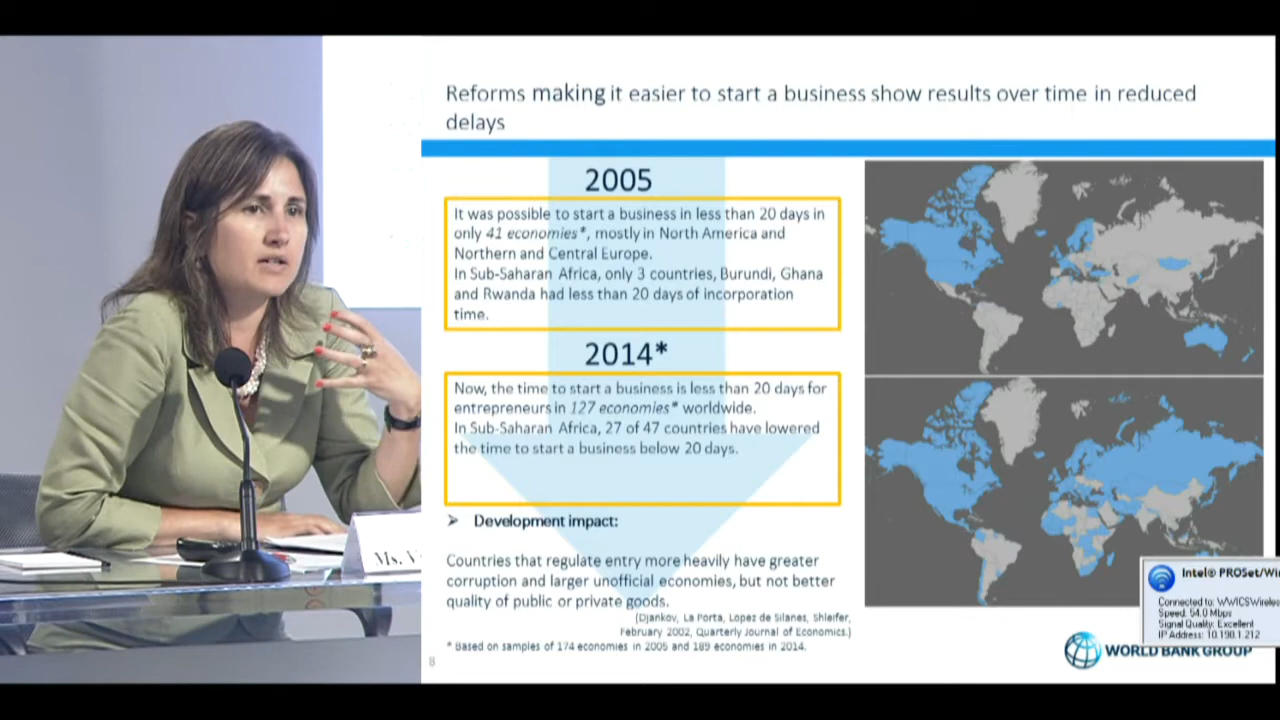 Reforms making it easier to start a business show results over time in reduced
delays
2005
It was possible to start a business in less than 20 days in
only 41 economies*, mostly in North America and
Northern and Central Europe.
In Sub-Saharan Africa, only 3 countries, Burundi, Ghana
and Rwanda had less than 20 days of incorporation
time.
2014*
Now, the time to start a business is less than 20 days for
entrepreneurs in 127 economies* worldwide.
In Sub-Saharan Africa, 27 of 47 countries have lowered
the time to start a business below 20 days.
➢ Development impact:
Countries that regulate entry more heavily have greater
corruption and larger unofficial economies, but not better
quality of public or private goods.
(Djankov, La Porta, Lopez de Silanes, Shleifer,
February 2002, Quarterly Journal of Economics.)
* Based on samples of 174 economies in 2005 and 189 economies in 2014.
8
Ms.
Intel® PROSet/Wi
Connected to: WWICSWireles
Speed: 54.0 Mbps
Signal Quality: Excellent
IP Address: 10.190.1.212
WORLD BANK GROUP